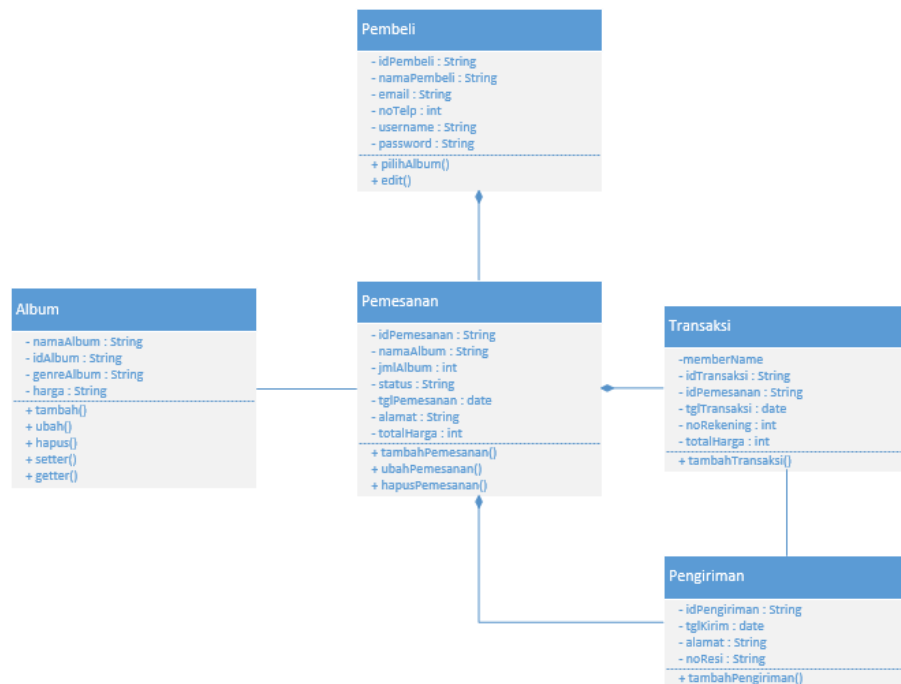 Pembeli
- idPembeli : String
- namaPembeli : String
- email : String
- noTelp : int
- username : String
- password : String
+ pilihAlbum()
+ edit()
Album
- namaAlbum : String
- idAlbum : String
- genreAlbum : String
- harga : String
+ tambah()
+ ubah()
+ hapus()
+ setter()
+ getter()
Pemesanan
- idPemesanan : String
- namaAlbum : String
- jmlAlbum : int
- status : String
- tglPemesanan : date
- alamat : String
- totalHarga : int
+ tambahPemesanan()
+ ubahPemesanan()
+ hapusPemesanan()
Transaksi
-memberName
- idTransaksi : String
- idPemesanan : String
- tglTransaksi : date
- noRekening : int
- totalHarga : int
+ tambahTransaksi()
Pengiriman
- idPengiriman : String
- tglKirim : date
- alamat : String
- noResi : String
+ tambahPengiriman()